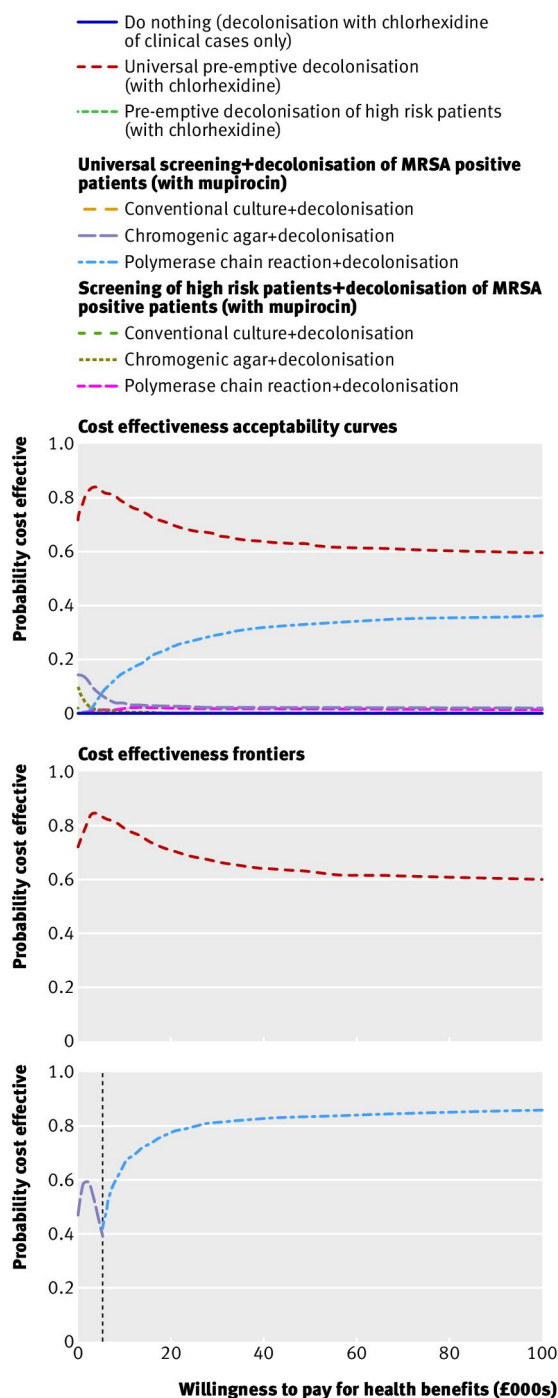 Do nothing (decolonisation with chlorhexidine
of clinical cases only)
Universal pre-emptive decolonisation
(with chlorhexidine)
Pre-emptive decolonisation of high risk patients
(with chlorhexidine)
Universal screening+decolonisation of MRSA positive
patients (with mupirocin)
Conventional culture+decolonisation
Chromogenic agar+decolonisation
Polymerase chain reaction+decolonisation
Screening of high risk patients+decolonisation of MRSA
positive patients (with mupirocin)
Conventional culture+decolonisation
Chromogenic agar+decolonisation
Polymerase chain reaction+decolonisation
Cost effectiveness acceptability curves
Probability cost effective
1.0
0.8
0.6
0.4
0.2
0
Cost effectiveness frontiers
Probability cost effective
1.0
0.8
0.6
0.4
0.2
0
Probability cost effective
1.0
0.8
0.6
0.4
0.2
0
0 20 40 60 80 100
Willingness to pay for health benefits (£000s)